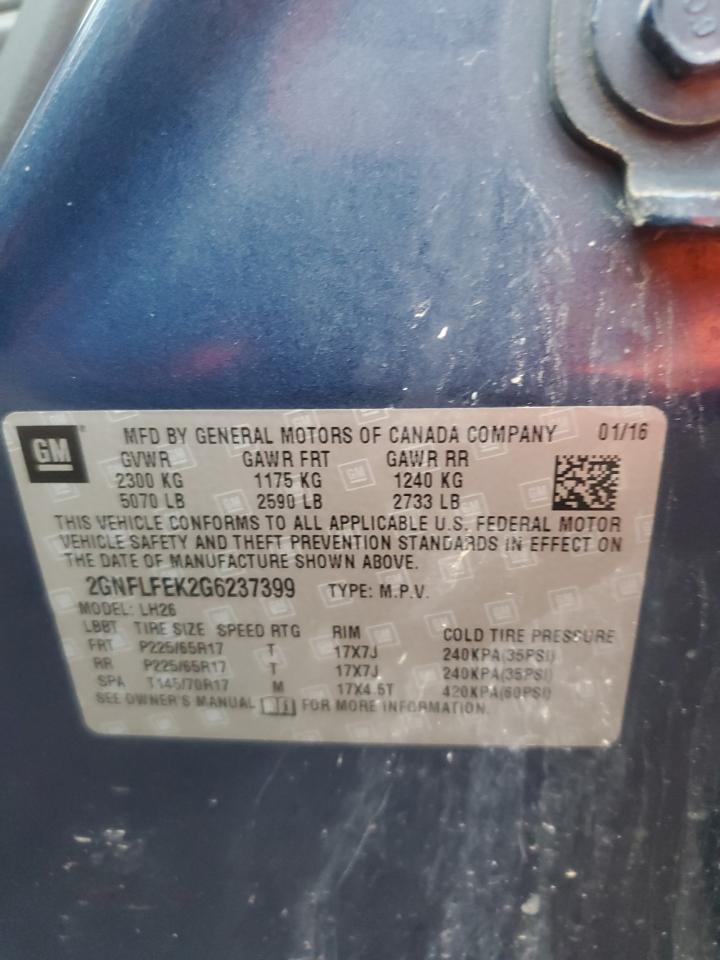 09
GM
MFD BY GENERAL MOTORS OF CANADA COMPANY 01/16
GVWR GAWR FRT GAWR RR
2300 KG 1175 KG 1240 KG
5070 LB 2590 LB 2733 LB
THIS VEHICLE CONFORMS TO ALL APPLICABLE U.S. FEDERAL MOTOR
VEHICLE SAFETY AND THEFT PREVENTION STANDARDS IN EFFECT ON
THE DATE OF MANUFACTURE SHOWN ABOVE.
2GNFLFEK2G6237399 TYPE: M.P.V.
MODEL: LH26
LBBT TIRE SIZE SPEED RTG RIM COLD TIRE PRESSURE
FRT P225/65R17 T 17X7J 240KPA(35PSI)
RR P225/65R17 T 17X7J 240KPA(35PSI)
SPA T145/70R17 M 17X4.5T 420KPA(60PSI)
SEE OWNER'S MANUAL FOR MORE INFORMATION.